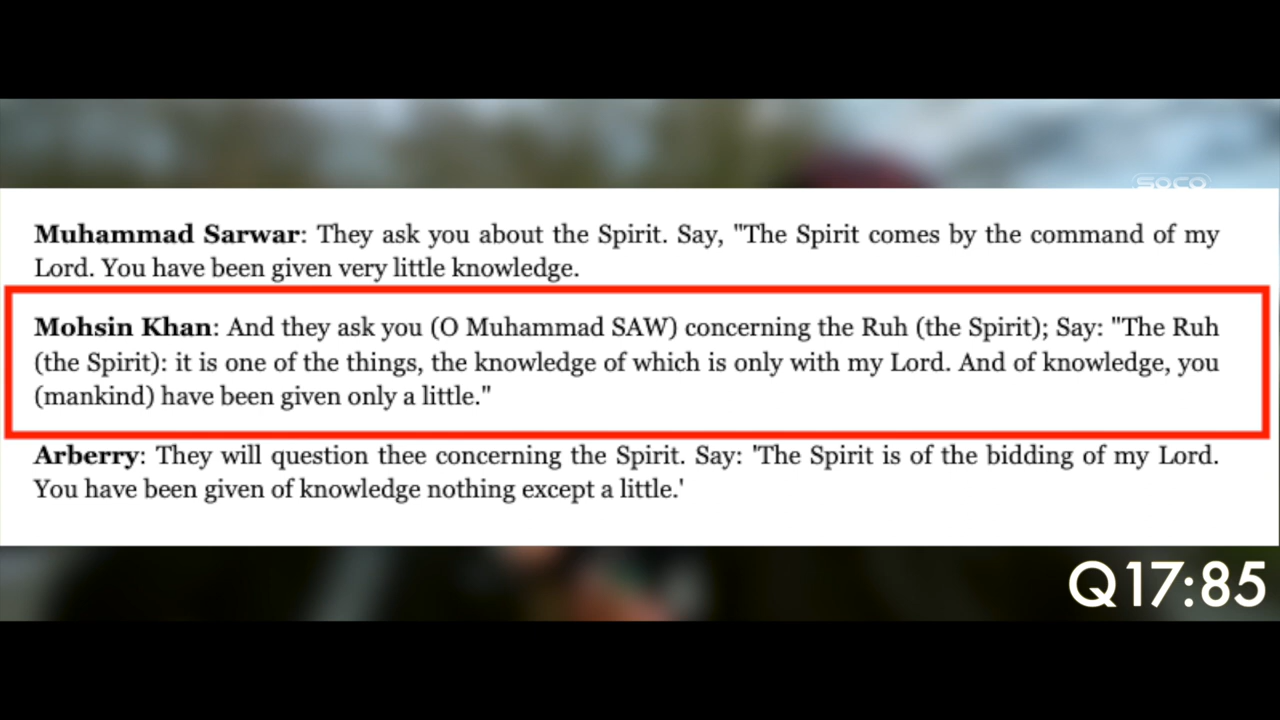 SOCO
Muhammad Sarwar: They ask you about the Spirit. Say, "The Spirit comes by the command of my
Lord. You have been given very little knowledge.
Mohsin Khan: And they ask you (O Muhammad SAW) concerning the Ruh (the Spirit); Say: "The Ruh
(the Spirit): it is one of the things, the knowledge of which is only with my Lord. And of knowledge, you
(mankind) have been given only a little."
Arberry: They will question thee concerning the Spirit. Say: 'The Spirit is of the bidding of my Lord.
You have been given of knowledge nothing except a little.'
Q17:85